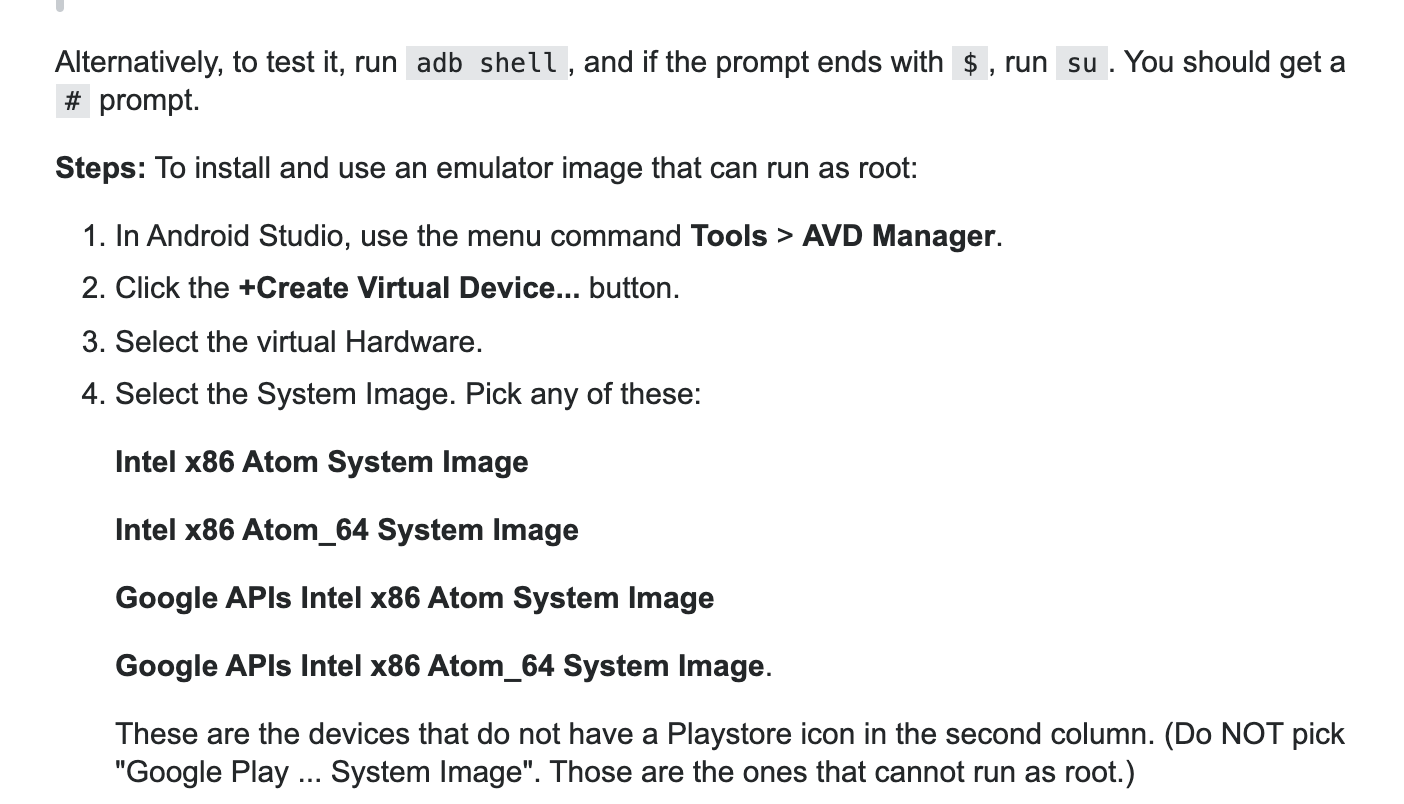 Alternatively, to test it, run adb shell, and if the prompt ends with $, run su. You should get a
# prompt.
Steps: To install and use an emulator image that can run as root:
1. In Android Studio, use the menu command Tools > AVD Manager.
2. Click the +Create Virtual Device... button.
3. Select the virtual Hardware.
4. Select the System Image. Pick any of these:
Intel x86 Atom System Image
Intel x86 Atom_64 System Image
Google APIs Intel x86 Atom System Image
Google APIs Intel x86 Atom_64 System Image.
These are the devices that do not have a Playstore icon in the second column. (Do NOT pick
"Google Play ... System Image". Those are the ones that cannot run as root.)